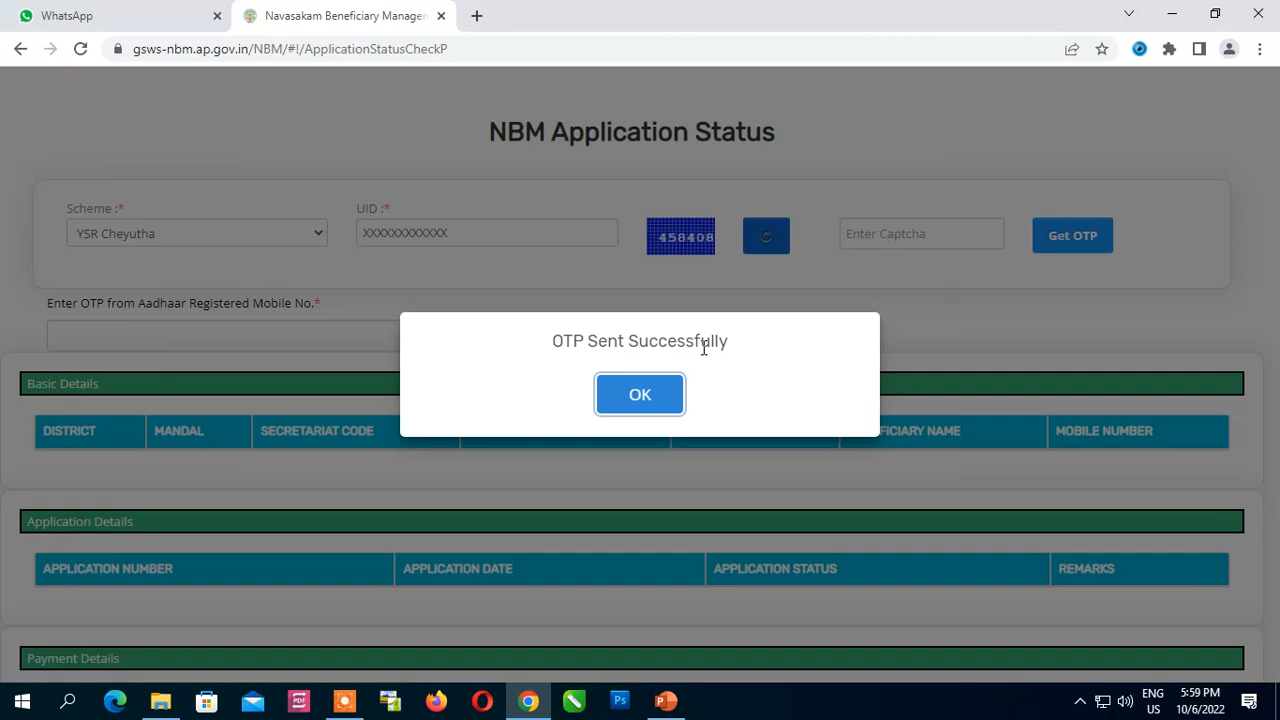 WhatsApp
Navasakam Beneficiary Manager
gsws-nbm.ap.gov.in/NBM/#!/ApplicationStatusCheckP
NBM Application Status
Scheme :*
UID :*
YSR Cheyutha
XXXXXXXXXXXX
458408
Enter Captcha
Get OTP
Enter OTP from Aadhaar Registered Mobile No.*
OTP Sent Successfully
OK
Basic Details
DISTRICT MANDAL SECRETARIAT CODE FICIARY NAME MOBILE NUMBER
Application Details
APPLICATION NUMBER APPLICATION DATE APPLICATION STATUS REMARKS
Payment Details
PDF
Ps
ENG
US
5:59 PM
10/6/2022